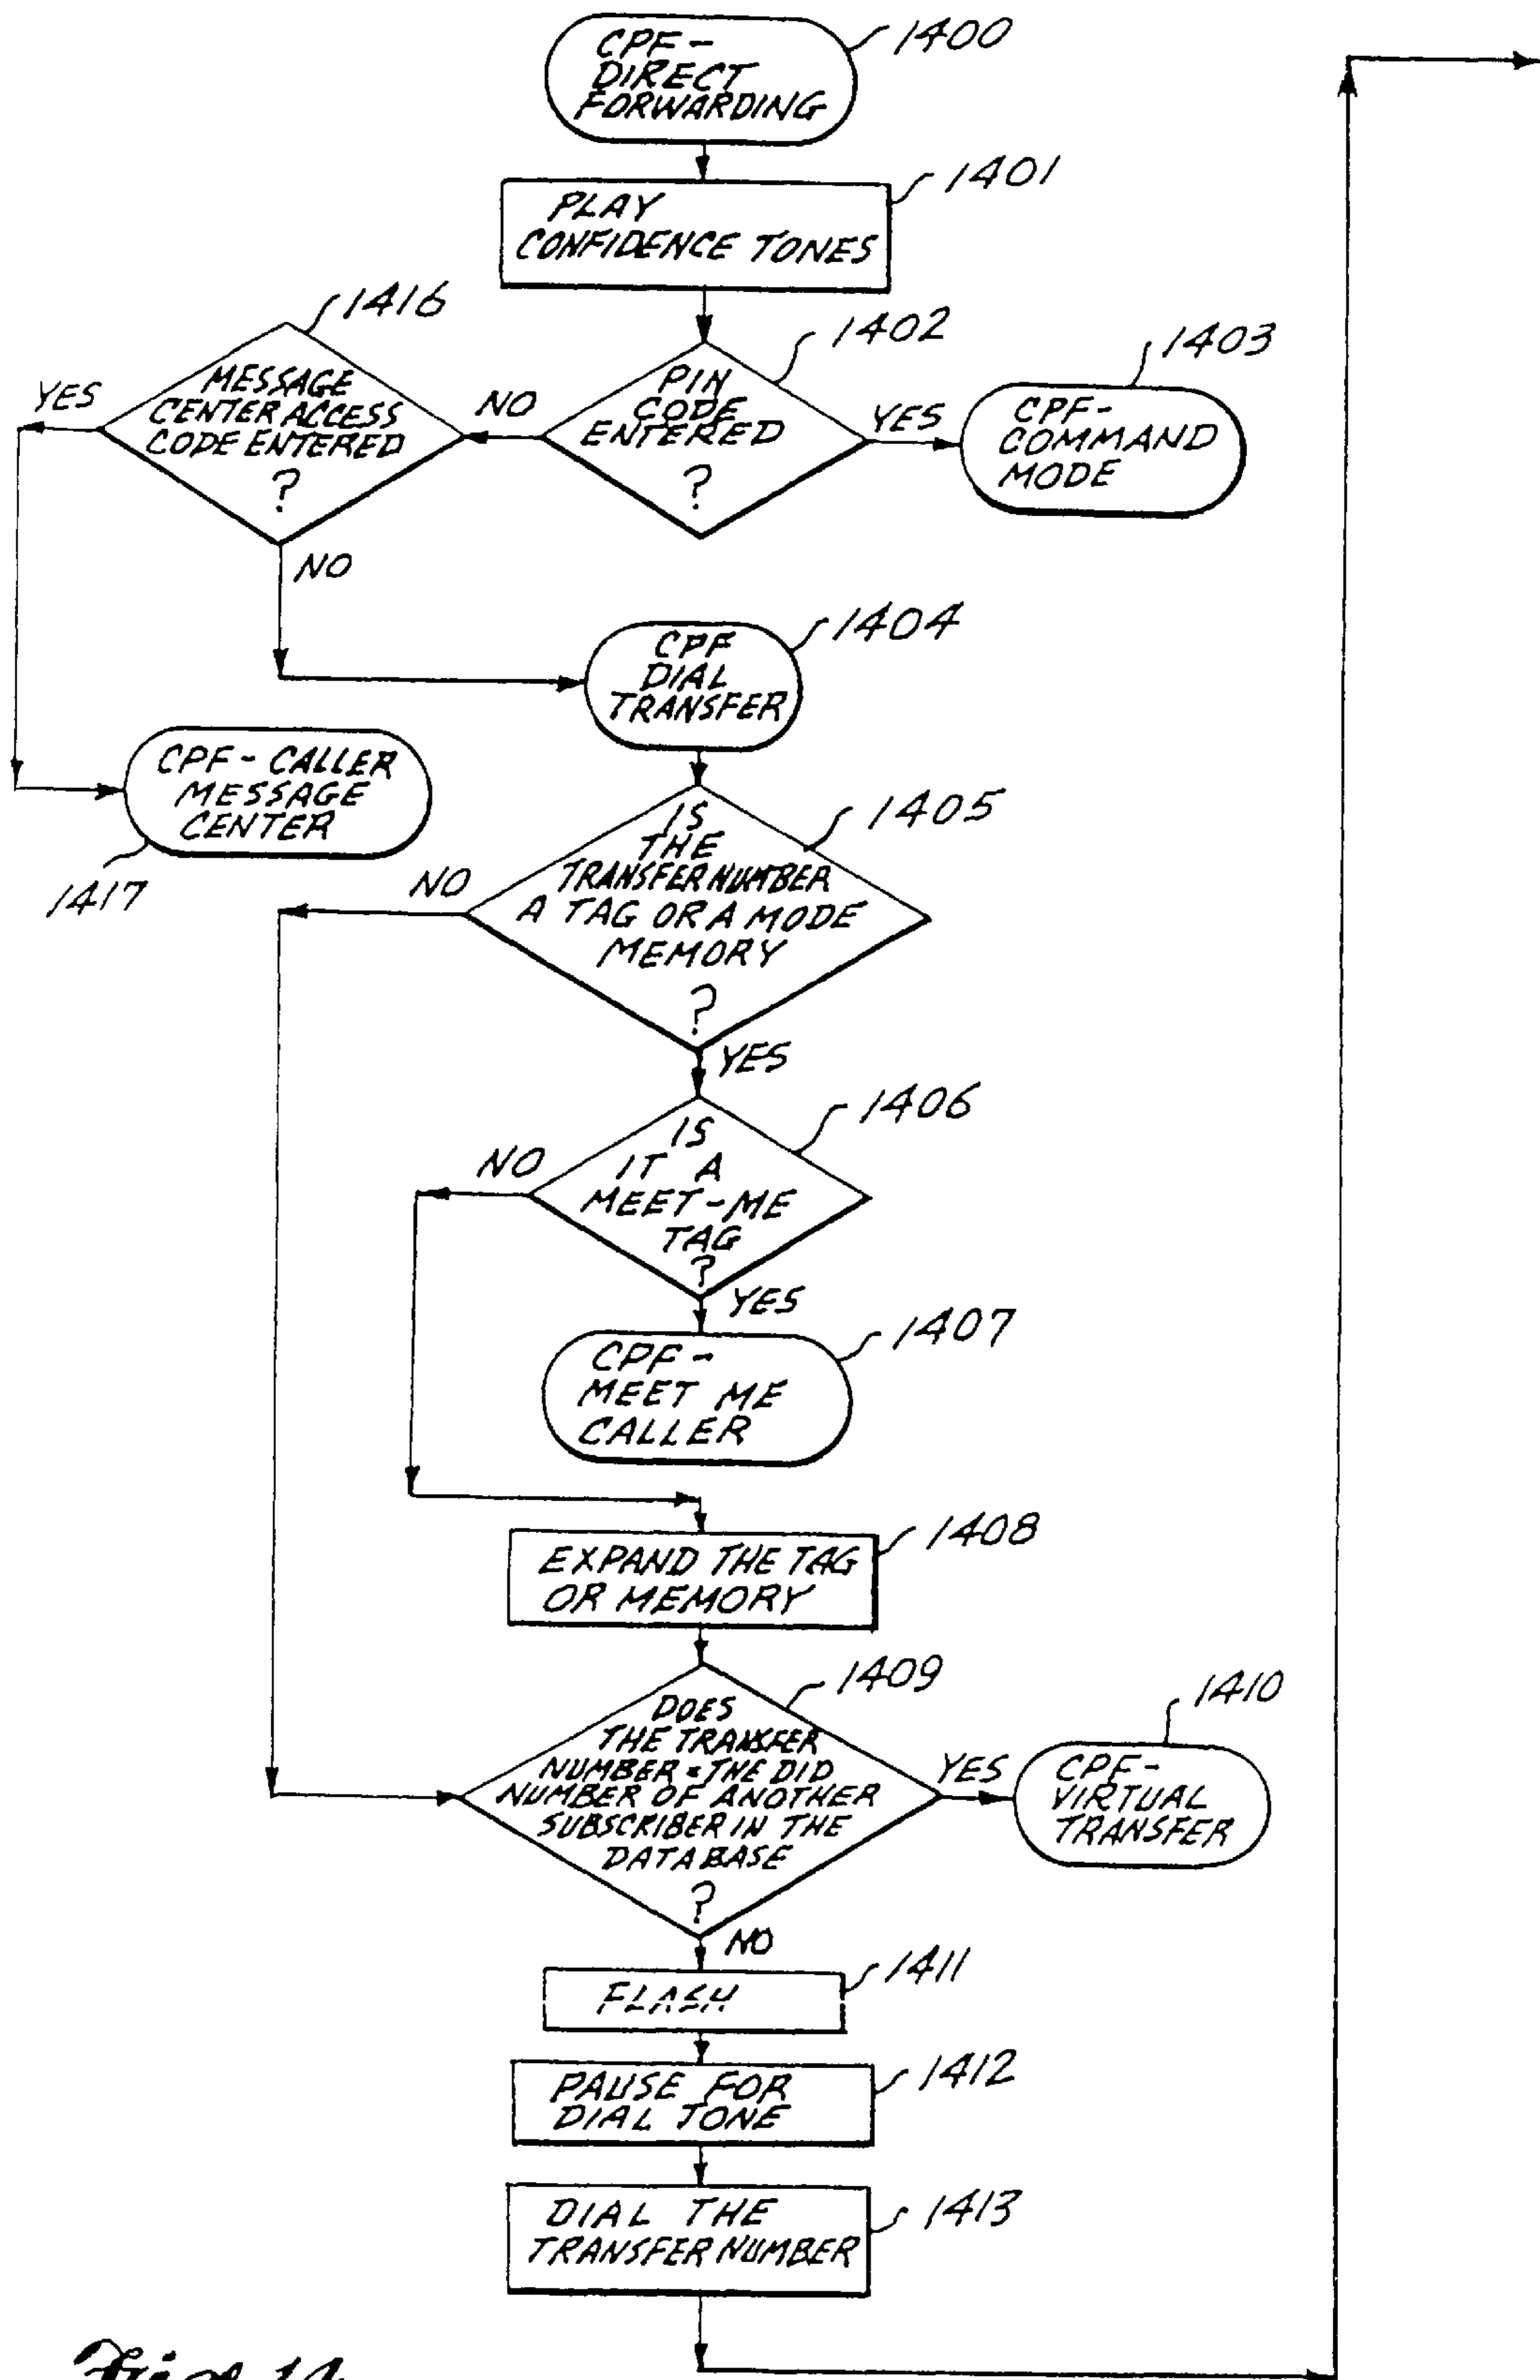 CPF-
DIRECT
FORWARDING
1400
PLAY
CONFIDENCE TONES
1401
1416
MESSAGE
CENTER ACCESS
CODE ENTERED
?
YES
NO
PIN
CODE
ENTERED
?
1402
NO
YES
CPF-
COMMAND
MODE
1403
CPF
DIAL
TRANSFER
1404
CPF-CALLER
MESSAGE
CENTER
1417
IS
THE
TRANSFER NUMBER
A TAG OR A MODE
MEMORY
?
1405
NO
YES
IS
IT A
MEET-ME
TAG
?
1406
NO
YES
CPF-
MEET ME
CALLER
1407
EXPAND THE TAG
OR MEMORY
1408
DOES
THE TRANSFER
NUMBER = THE DID
NUMBER OF ANOTHER
SUBSCRIBER IN THE
DATABASE
?
1409
YES
NO
CPF-
VIRTUAL
TRANSFER
1410
FLASH
1411
PAUSE FOR
DIAL TONE
1412
DIAL THE
TRANSFER NUMBER
1413
Fig. 14